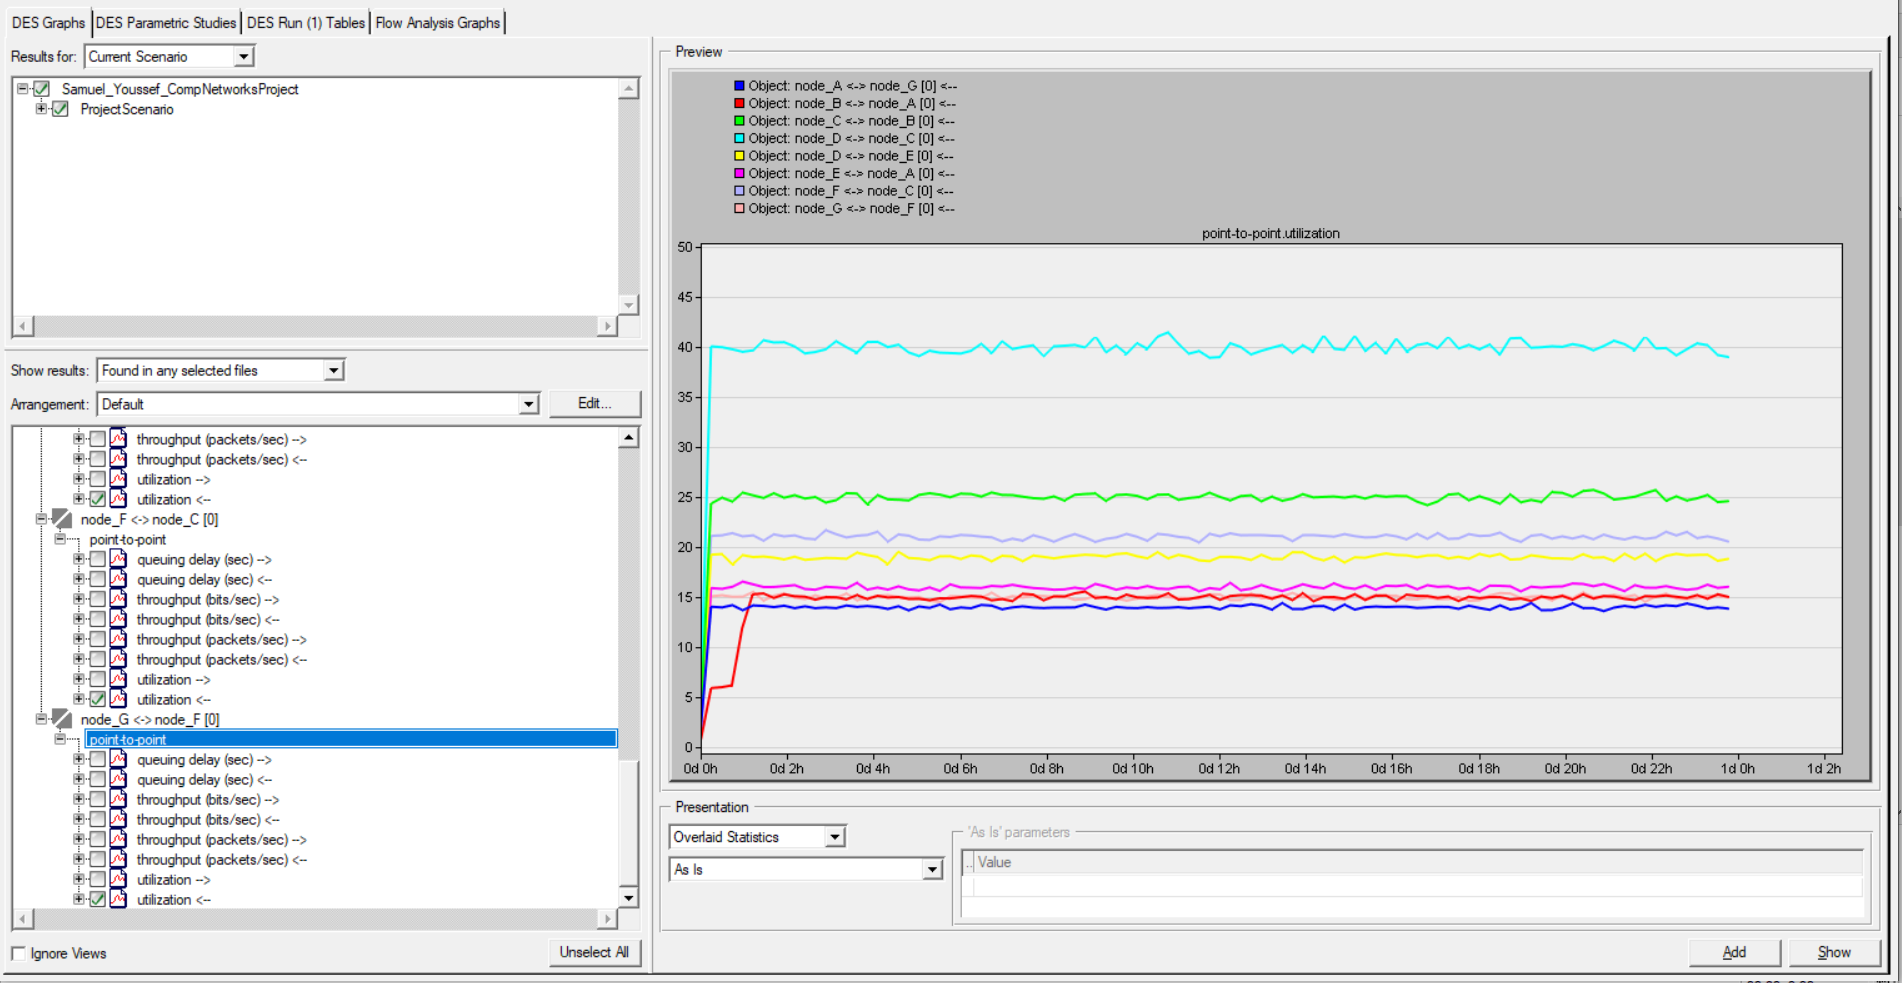 DES Graphs DES Parametric Studies DES Run (1) Tables Flow Analysis Graphs
Results for: Current Scenario
Samuel_Youssef_CompNetworksProject
ProjectScenario
Show results: Found in any selected files
Arrangement: Default Edit...
throughput (packets/sec) -->
throughput (packets/sec) <--
utilization -->
utilization <--
node_F <-> node_C [0]
point-to-point
queuing delay (sec) -->
queuing delay (sec) <--
throughput (bits/sec) -->
throughput (bits/sec) <--
throughput (packets/sec) -->
throughput (packets/sec) <--
utilization -->
utilization <--
node_G <-> node_F [0]
point-to-point
queuing delay (sec) -->
queuing delay (sec) <--
throughput (bits/sec) -->
throughput (bits/sec) <--
throughput (packets/sec) -->
throughput (packets/sec) <--
utilization -->
utilization <--
Ignore Views Unselect All
Preview
Object: node_A <-> node_G [0] <--
Object: node_B <-> node_A [0] <--
Object: node_C <-> node_B [0] <--
Object: node_D <-> node_C [0] <--
Object: node_D <-> node_E [0] <--
Object: node_E <-> node_A [0] <--
Object: node_F <-> node_C [0] <--
Object: node_G <-> node_F [0] <--
point-to-point.utilization
50
45
40
35
30
25
20
15
10
5
0
0d 0h 0d 2h 0d 4h 0d 6h 0d 8h 0d 10h 0d 12h 0d 14h 0d 16h 0d 18h 0d 20h 0d 22h 1d 0h 1d 2h
Presentation
Overlaid Statistics
As Is
'As Is' parameters
.. Value
Add Show